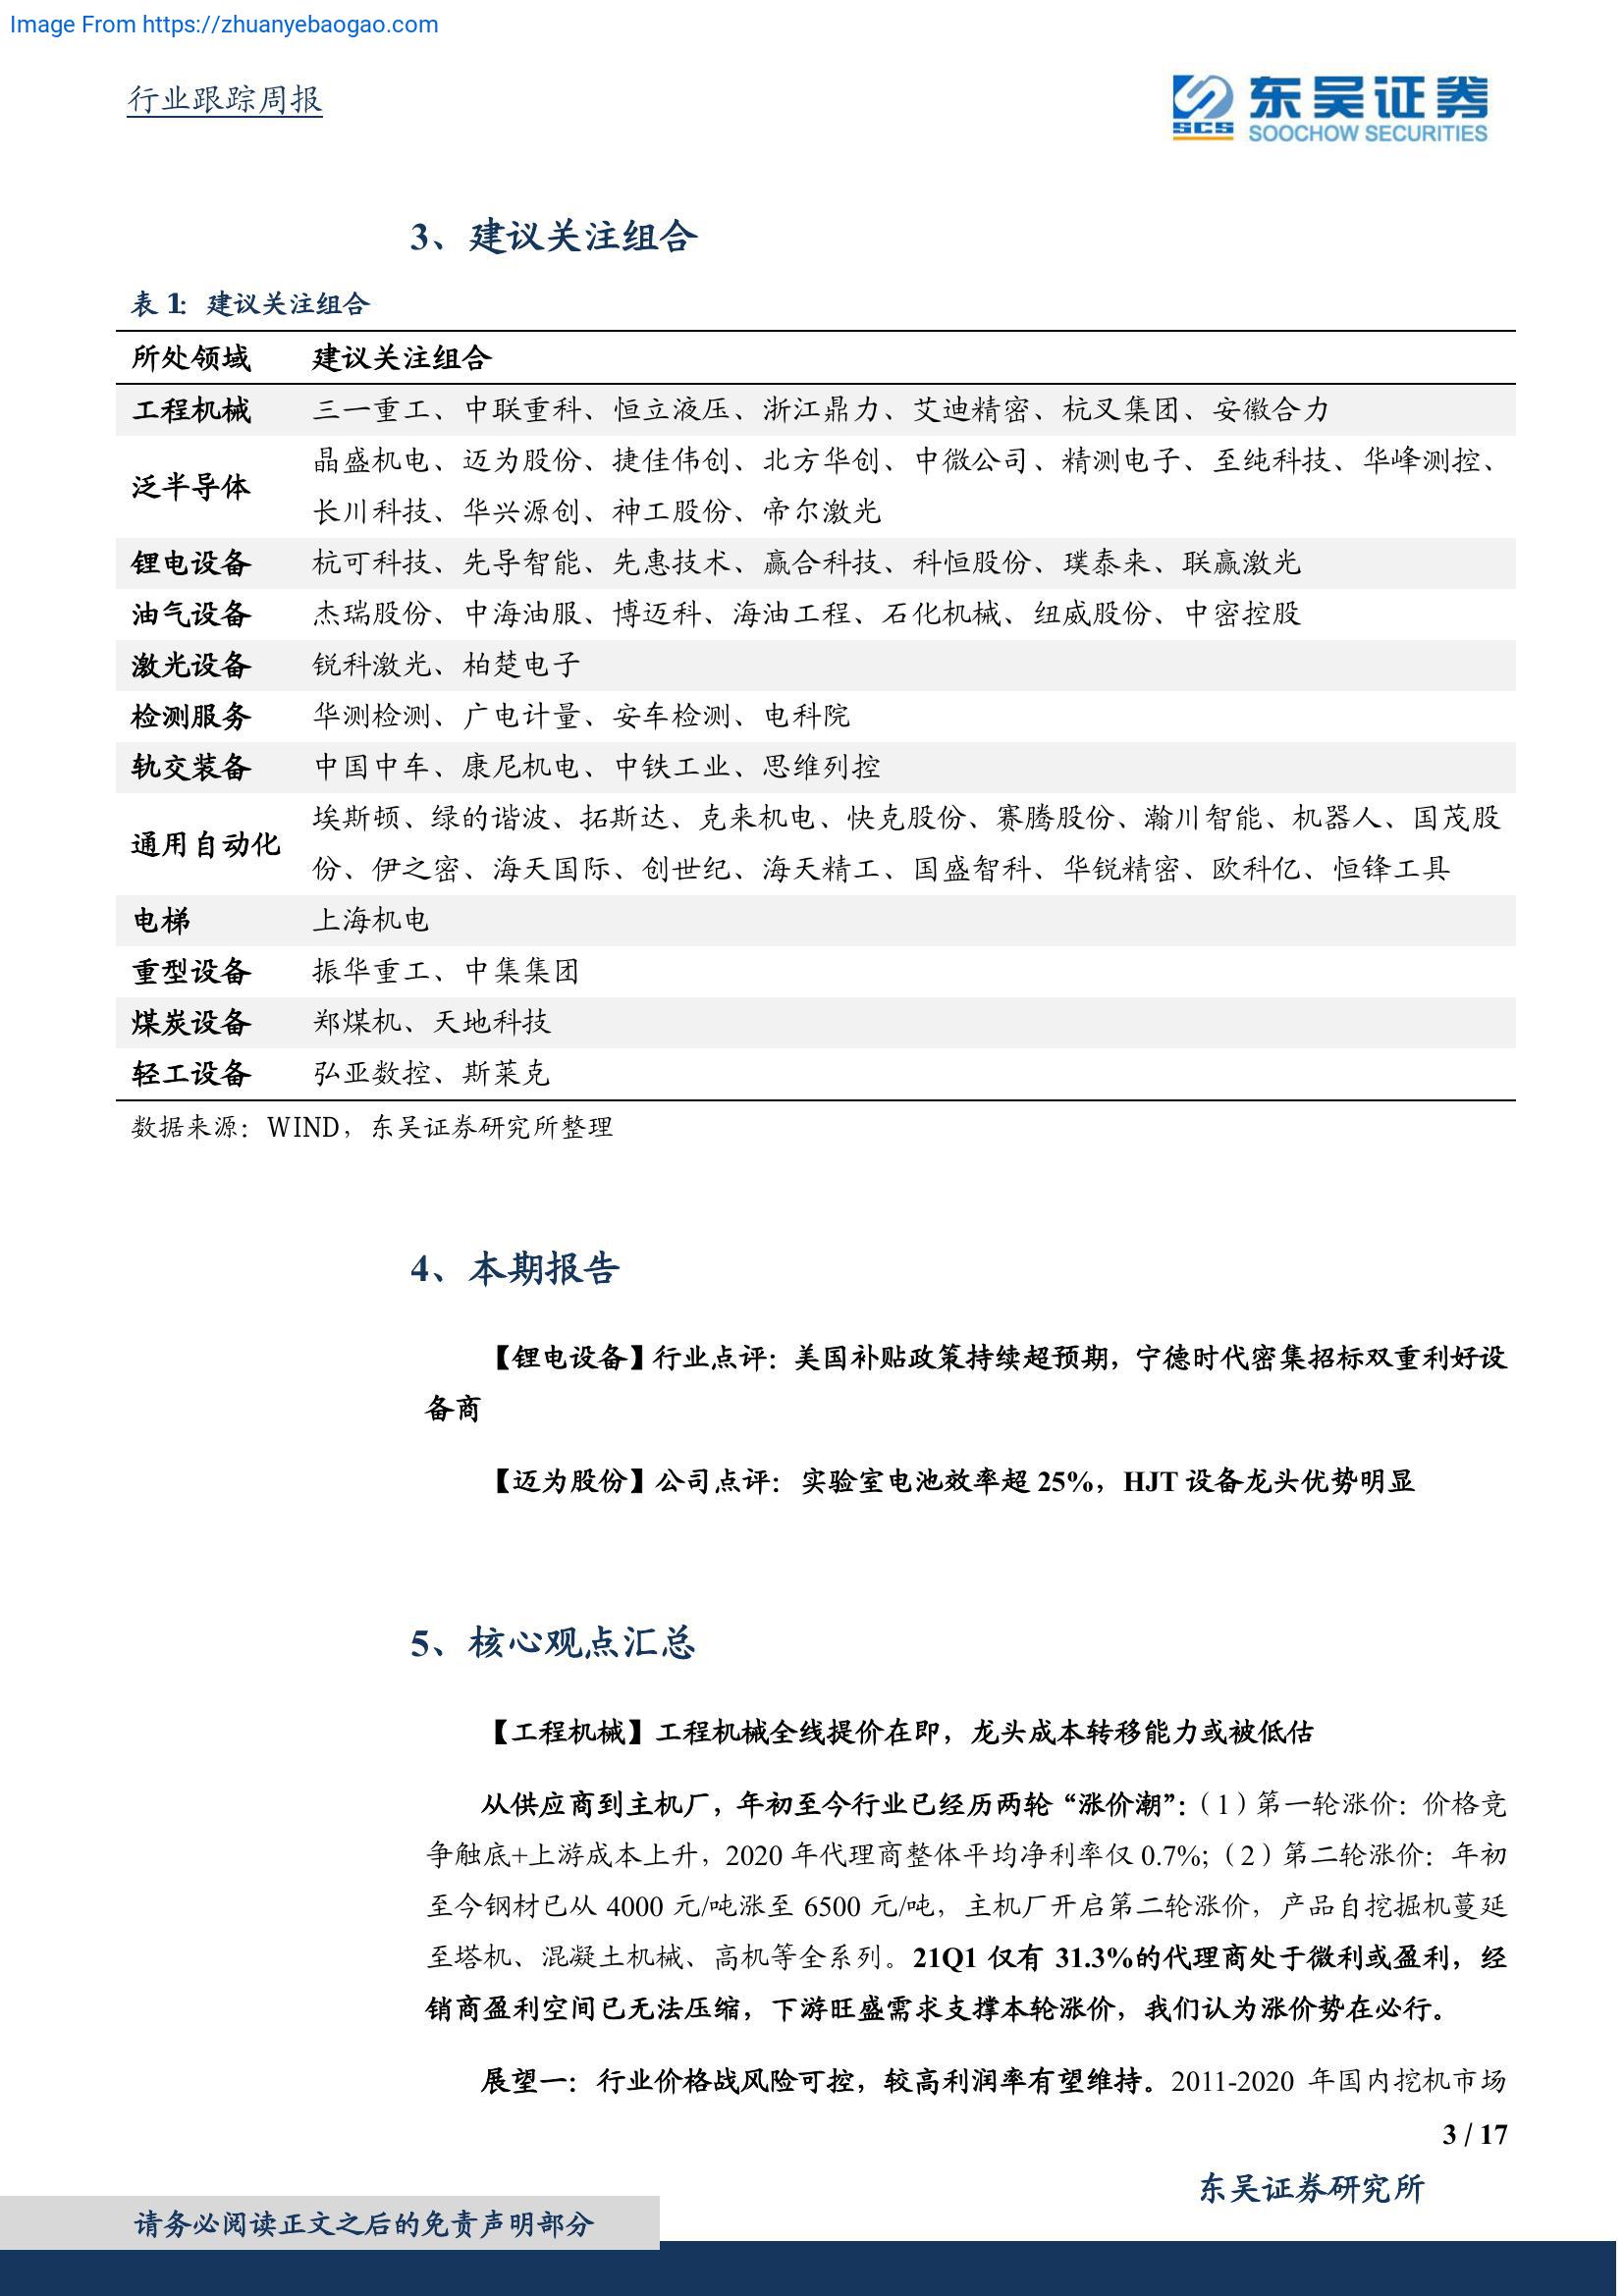 Image From https://zhuanyebaogao.com
行业跟踪周报
SCS
东吴证券
SOOCHOW SECURITIES
3、建议关注组合
表 1: 建议关注组合
所处领域 建议关注组合
工程机械 三一重工、中联重科、恒立液压、浙江鼎力、艾迪精密、杭叉集团、安徽合力
泛半导体 晶盛机电、迈为股份、捷佳伟创、北方华创、中微公司、精测电子、至纯科技、华峰测控、
长川科技、华兴源创、神工股份、帝尔激光
锂电设备 杭可科技、先导智能、先惠技术、赢合科技、科恒股份、璞泰来、联赢激光
油气设备 杰瑞股份、中海油服、博迈科、海油工程、石化机械、纽威股份、中密控股
激光设备 锐科激光、柏楚电子
检测服务 华测检测、广电计量、安车检测、电科院
轨交装备 中国中车、康尼机电、中铁工业、思维列控
通用自动化 埃斯顿、绿的谐波、拓斯达、克来机电、快克股份、赛腾股份、瀚川智能、机器人、国茂股
份、伊之密、海天国际、创世纪、海天精工、国盛智科、华锐精密、欧科亿、恒锋工具
电梯 上海机电
重型设备 振华重工、中集集团
煤炭设备 郑煤机、天地科技
轻工设备 弘亚数控、斯莱克
数据来源：WIND，东吴证券研究所整理
4、本期报告
【锂电设备】行业点评：美国补贴政策持续超预期，宁德时代密集招标双重利好设
备商
【迈为股份】公司点评：实验室电池效率超 25%，HJT 设备龙头优势明显
5、核心观点汇总
【工程机械】工程机械全线提价在即，龙头成本转移能力或被低估
从供应商到主机厂，年初至今行业已经历两轮“涨价潮”：（1）第一轮涨价：价格竞
争触底+上游成本上升，2020 年代理商整体平均净利率仅 0.7%;（2）第二轮涨价：年初
至今钢材已从 4000 元/吨涨至 6500 元/吨，主机厂开启第二轮涨价，产品自挖掘机蔓延
至塔机、混凝土机械、高机等全系列。21Q1 仅有 31.3%的代理商处于微利或盈利，经
销商盈利空间已无法压缩，下游旺盛需求支撑本轮涨价，我们认为涨价势在必行。
展望一：行业价格战风险可控，较高利润率有望维持。2011-2020 年国内挖机市场
3 / 17
东吴证券研究所
请务必阅读正文之后的免责声明部分